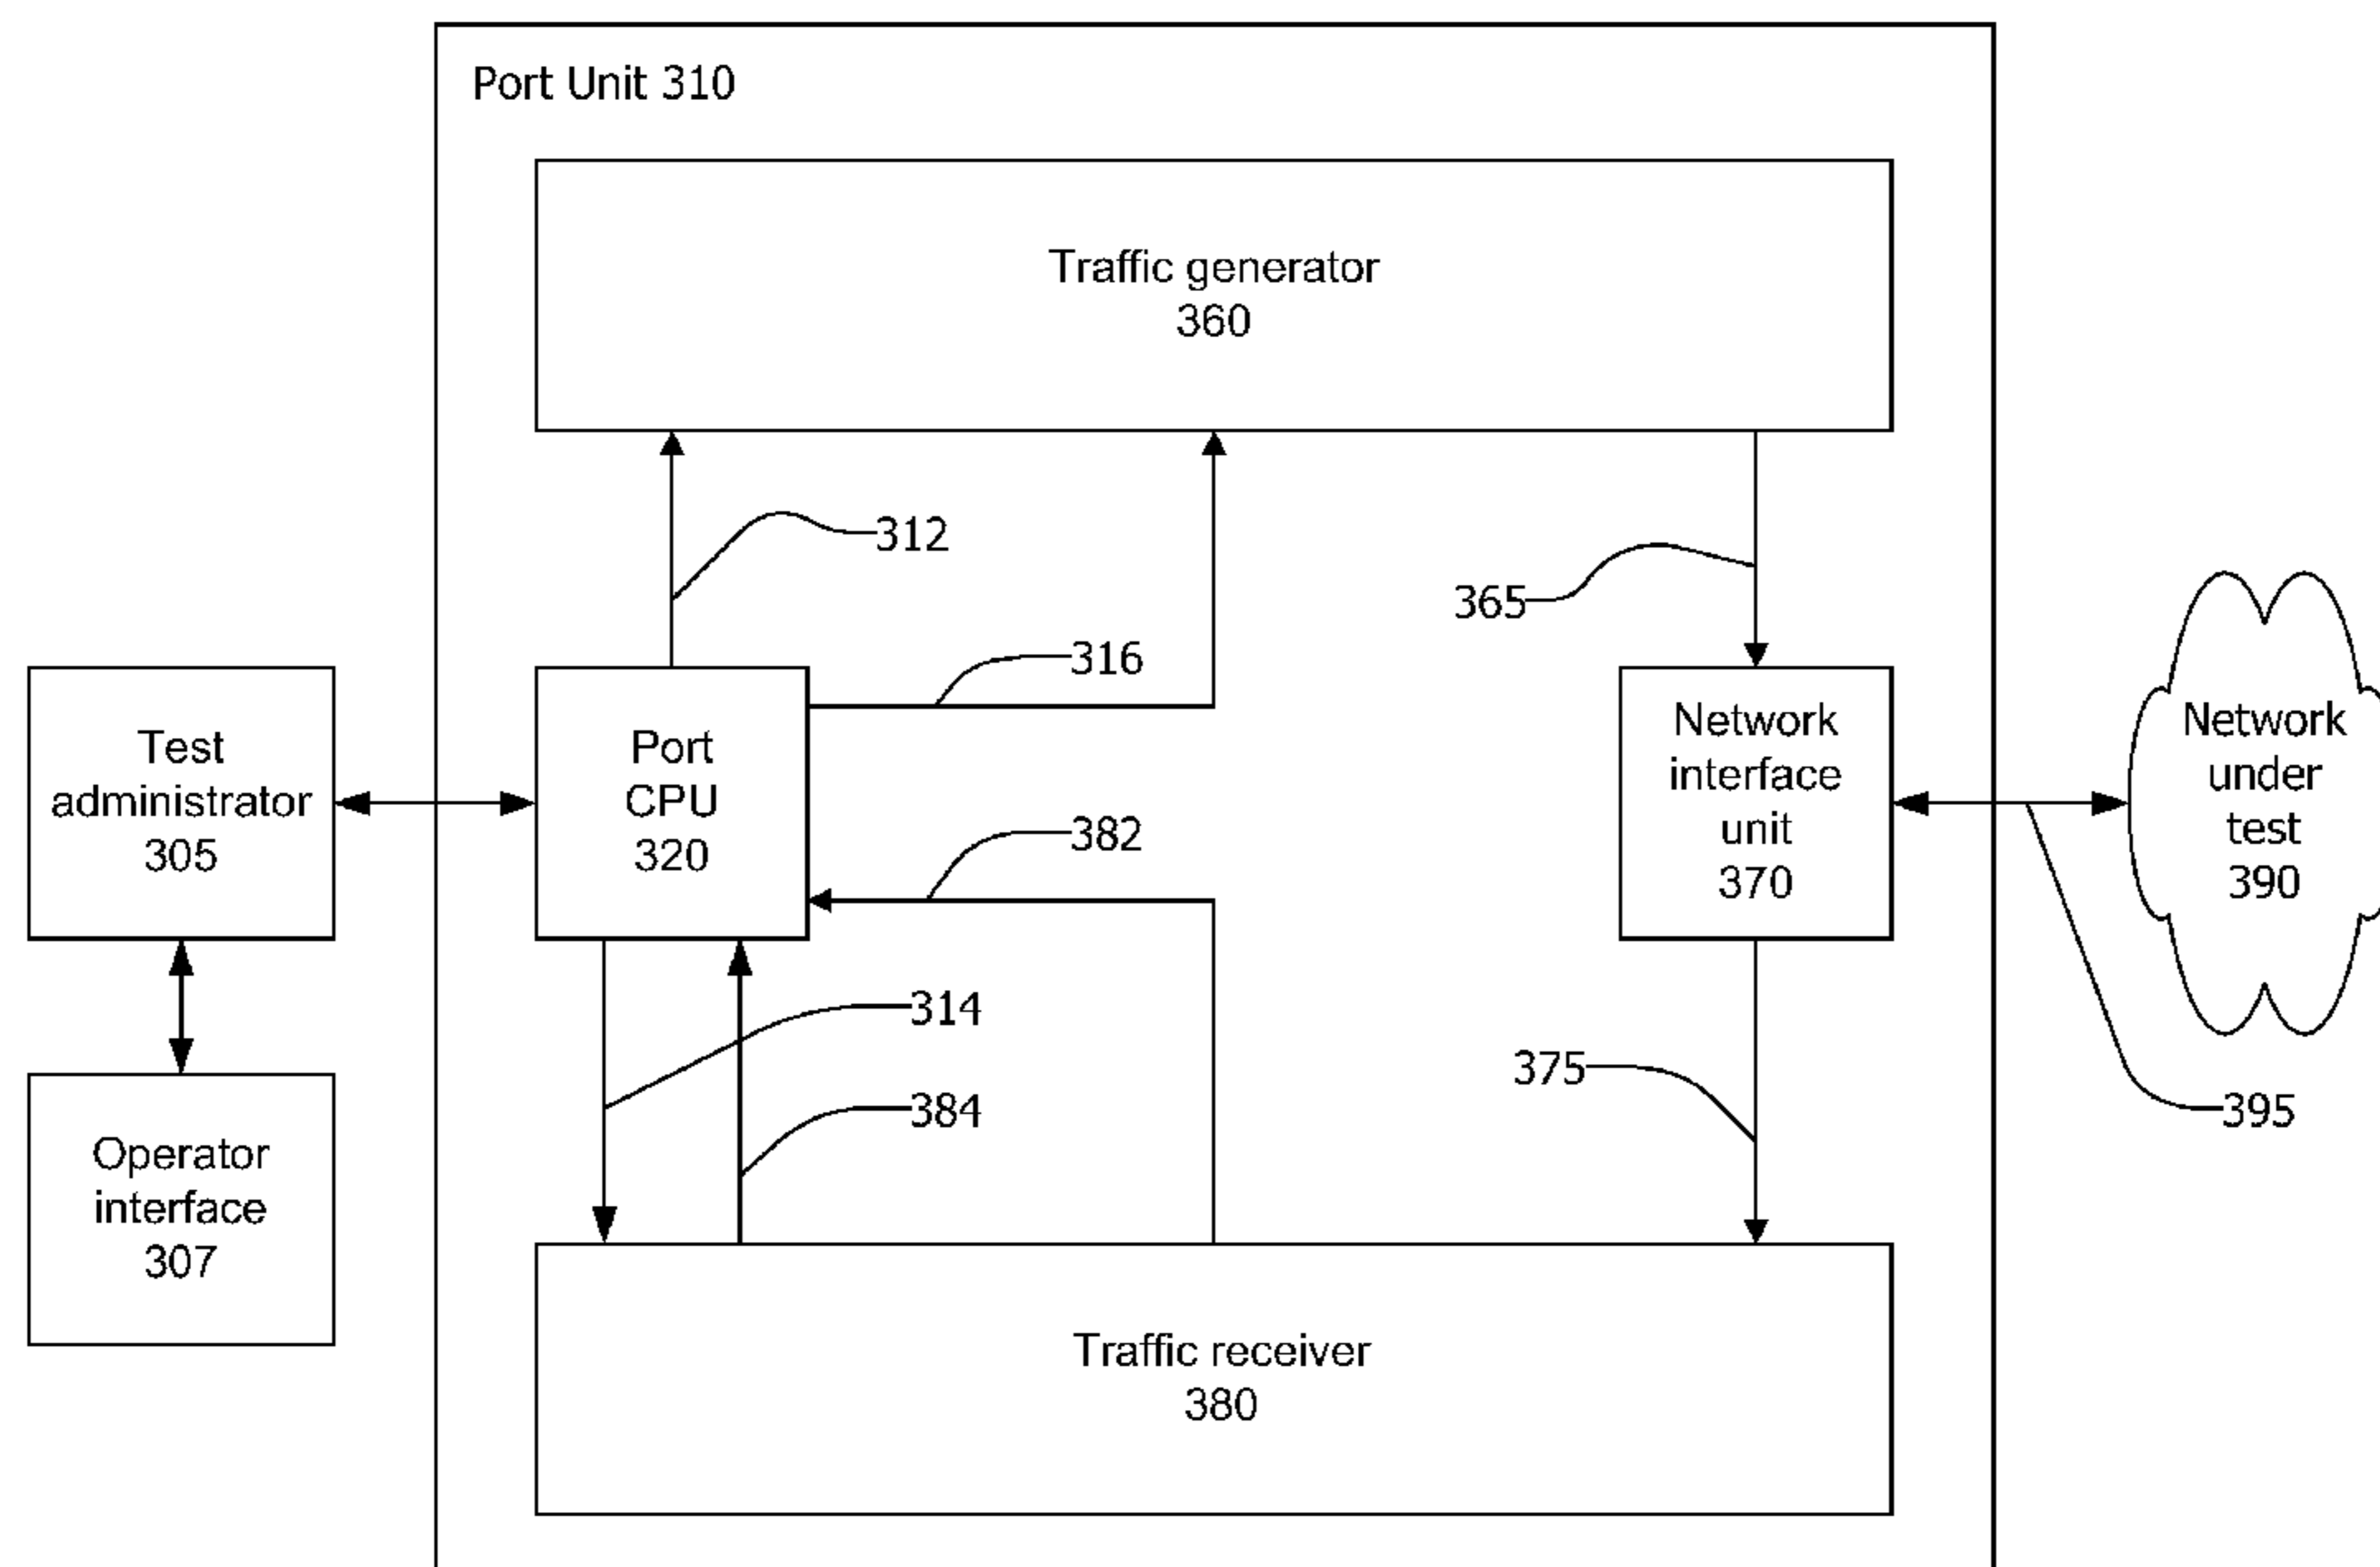 Port Unit 310
Traffic generator
360
312
365
316
Test
administrator
305
Port
CPU
320
Network
interface
unit
370
Network
under
test
390
382
314
375
384
395
Operator
interface
307
Traffic receiver
380